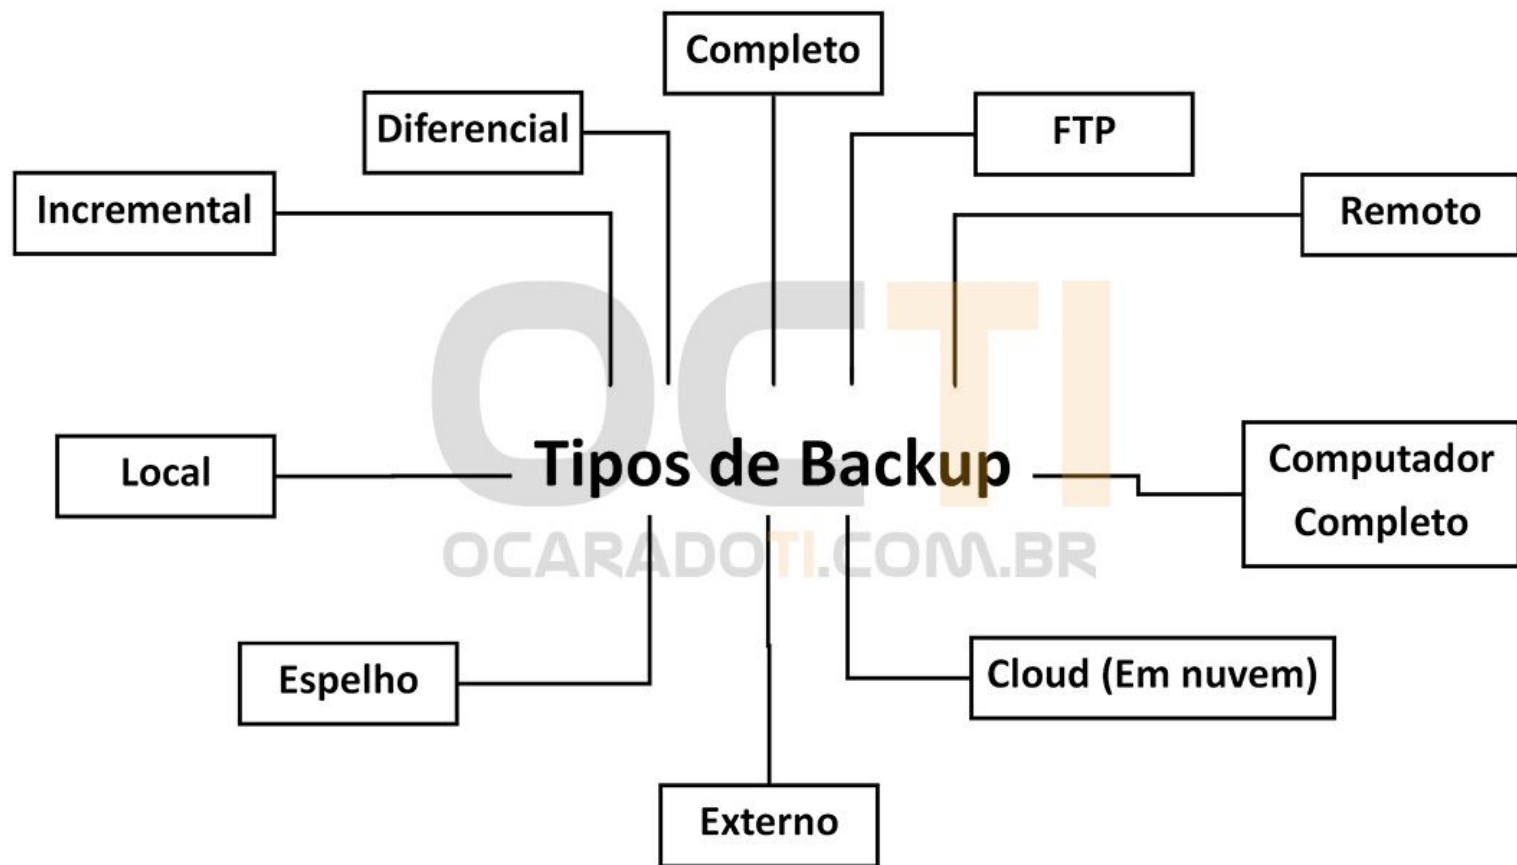 Completo
Diferencial
FTP
Incremental
Remoto
OCTI
Local
Tipos de Backup
Computador
Completo
OCARADOTI.COM.BR
Espelho
Cloud (Em nuvem)
Externo